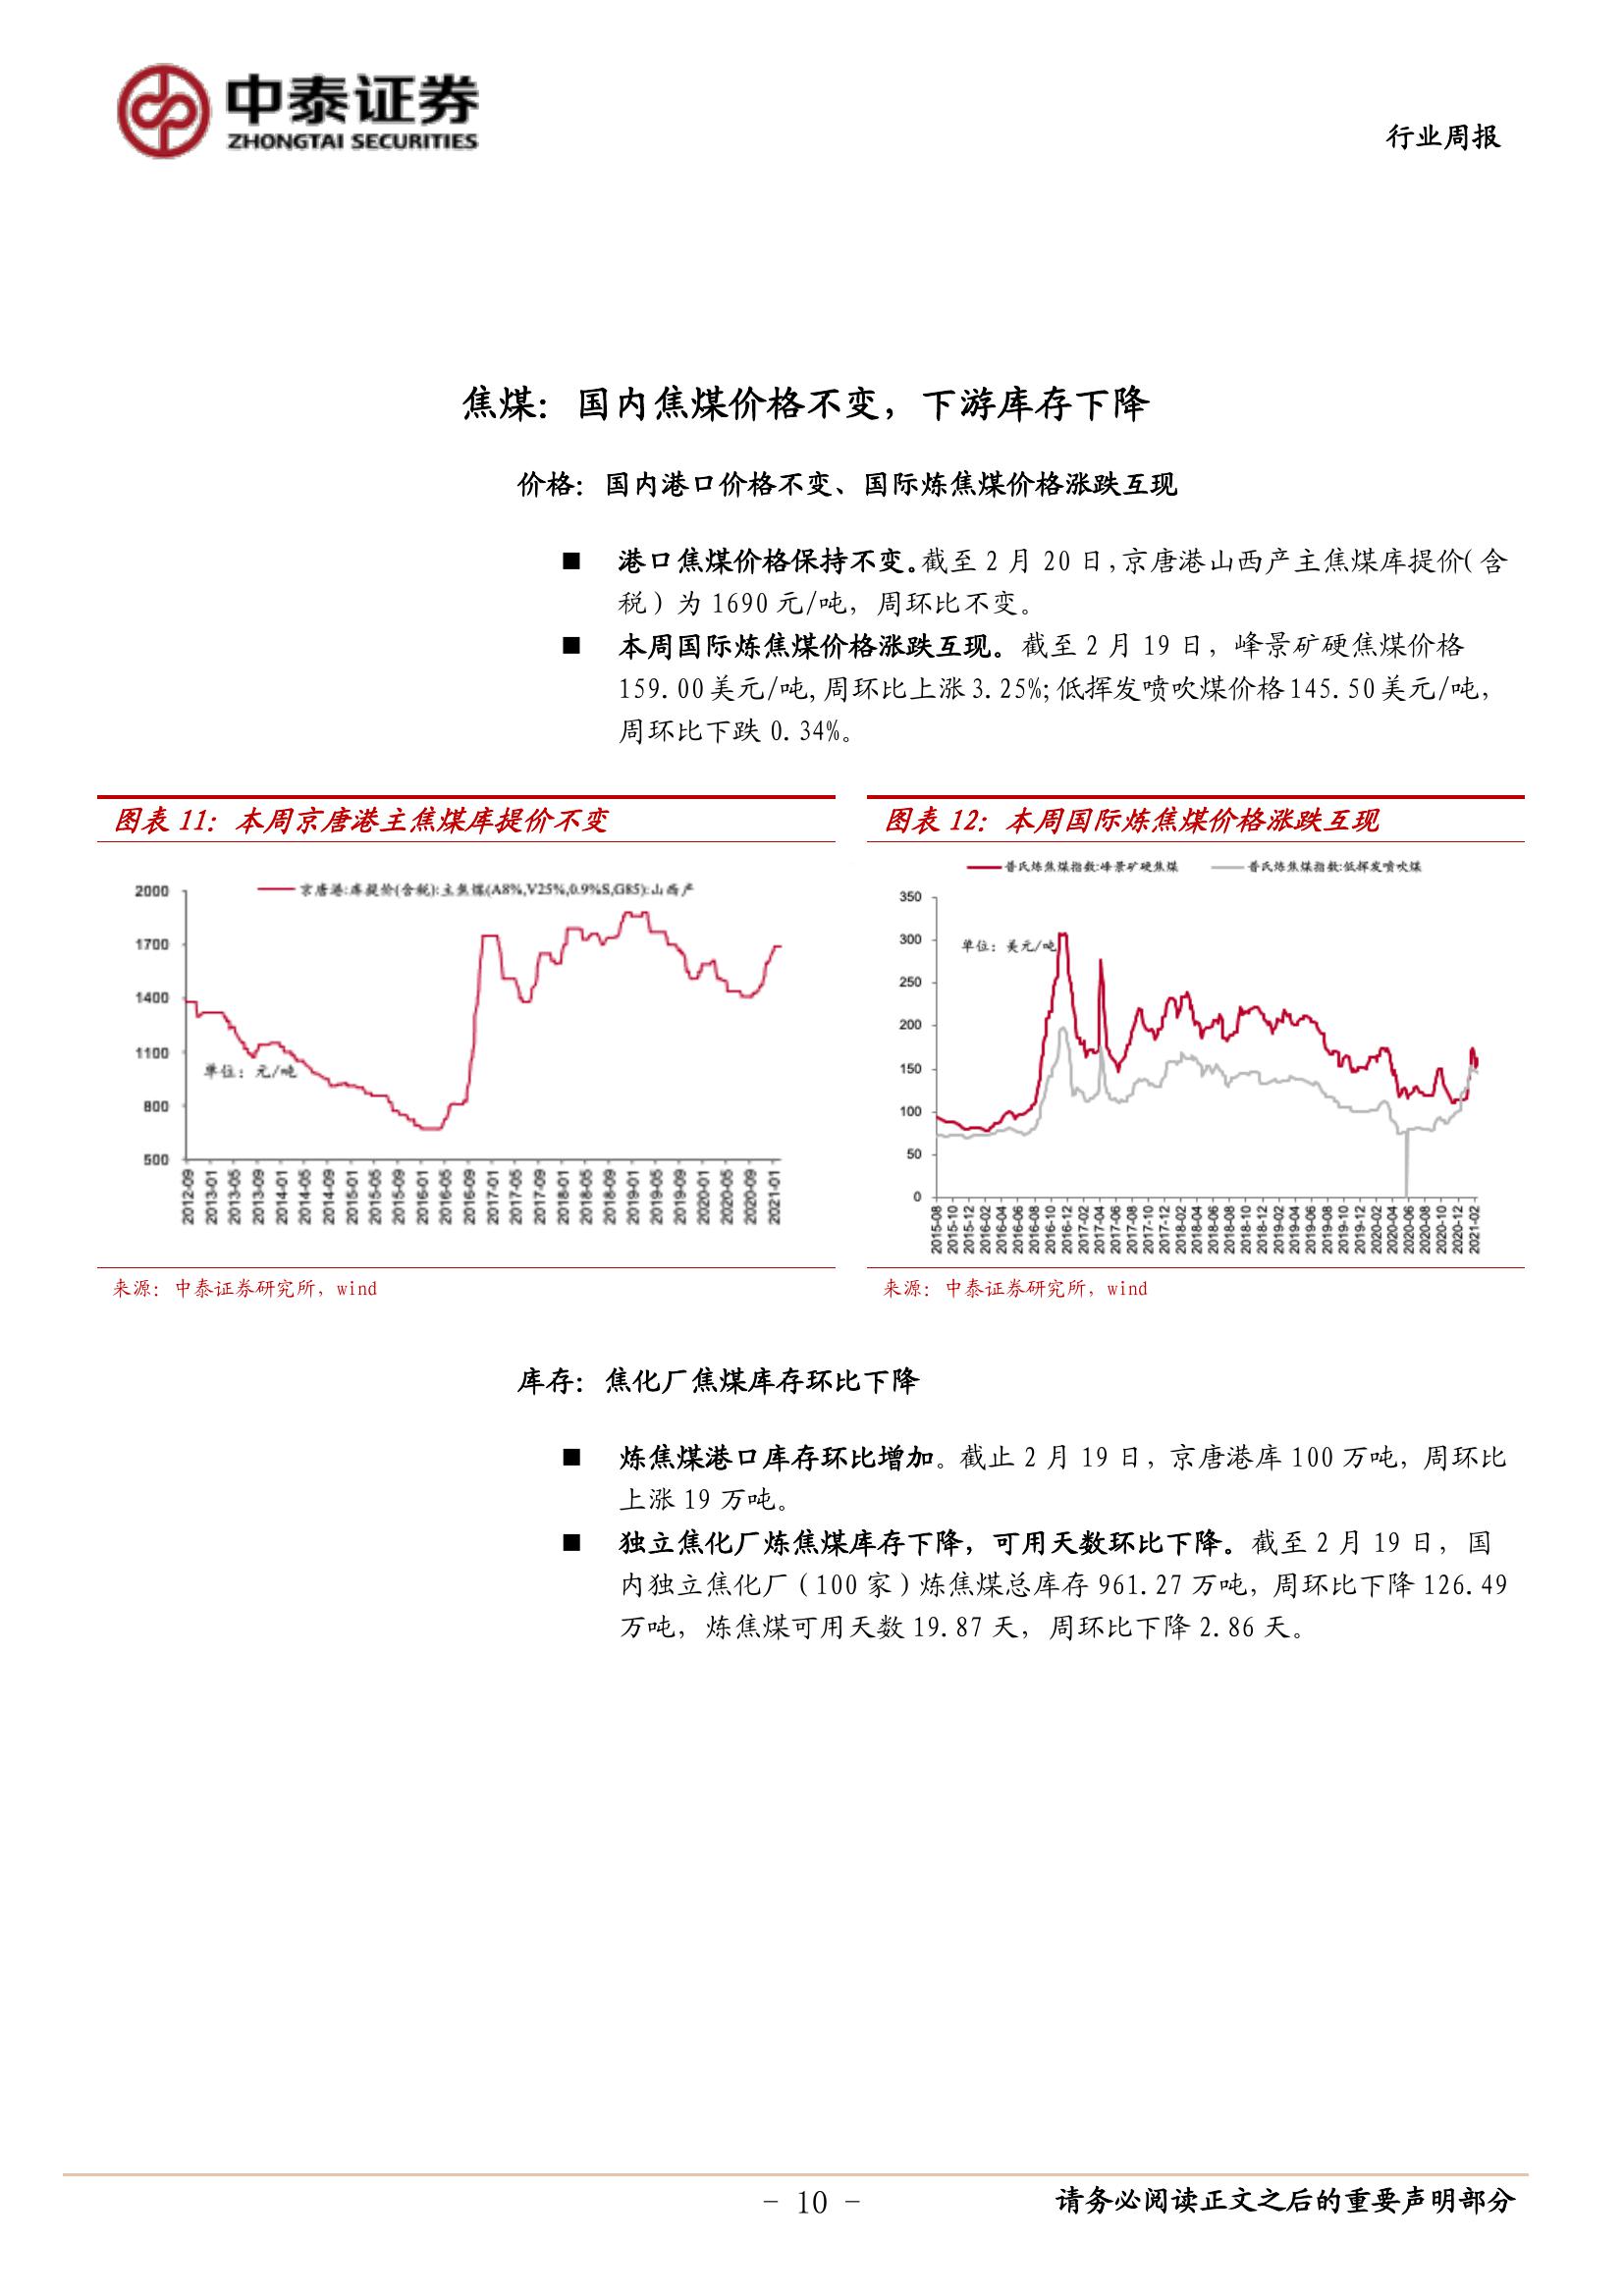 中泰证券
ZHONGTAI SECURITIES
行业周报
焦煤：国内焦煤价格不变，下游库存下降
价格：国内港口价格不变、国际炼焦煤价格涨跌互现
■ 港口焦煤价格保持不变。截至 2 月 20 日，京唐港山西产主焦煤库提价（含
税）为 1690 元/吨，周环比不变。
■ 本周国际炼焦煤价格涨跌互现。截至 2 月 19 日，峰景矿硬焦煤价格
159.00 美元/吨,周环比上涨 3.25%;低挥发喷吹煤价格 145.50 美元/吨，
周环比下跌 0.34%。
图表 11：本周京唐港主焦煤库提价不变
京唐港:库提价(含税):主焦煤(A8%,V25%,0.9%S,G85):山西产
单位：元/吨
2000
1700
1400
1100
800
500
2012-09
2013-01
2013-05
2013-09
2014-01
2014-05
2014-09
2015-01
2015-05
2015-09
2016-01
2016-05
2016-09
2017-01
2017-05
2017-09
2018-01
2018-05
2018-09
2019-01
2019-05
2019-09
2020-01
2020-05
2020-09
2021-01
来源：中泰证券研究所，wind
图表 12：本周国际炼焦煤价格涨跌互现
普氏炼焦煤指数:峰景矿硬焦煤 普氏炼焦煤指数:低挥发喷吹煤
单位：美元/吨
350
300
250
200
150
100
50
0
2015-08
2015-10
2015-12
2016-02
2016-04
2016-06
2016-08
2016-10
2016-12
2017-02
2017-04
2017-06
2017-08
2017-10
2017-12
2018-02
2018-04
2018-06
2018-08
2018-10
2018-12
2019-02
2019-04
2019-06
2019-08
2019-10
2019-12
2020-02
2020-04
2020-06
2020-08
2020-10
2020-12
2021-02
来源：中泰证券研究所，wind
库存：焦化厂焦煤库存环比下降
■ 炼焦煤港口库存环比增加。截止 2 月 19 日，京唐港库 100 万吨，周环比
上涨 19 万吨。
■ 独立焦化厂炼焦煤库存下降，可用天数环比下降。截至 2 月 19 日，国
内独立焦化厂（100 家）炼焦煤总库存 961.27 万吨，周环比下降 126.49
万吨，炼焦煤可用天数 19.87 天，周环比下降 2.86 天。
- 10 -
请务必阅读正文之后的重要声明部分